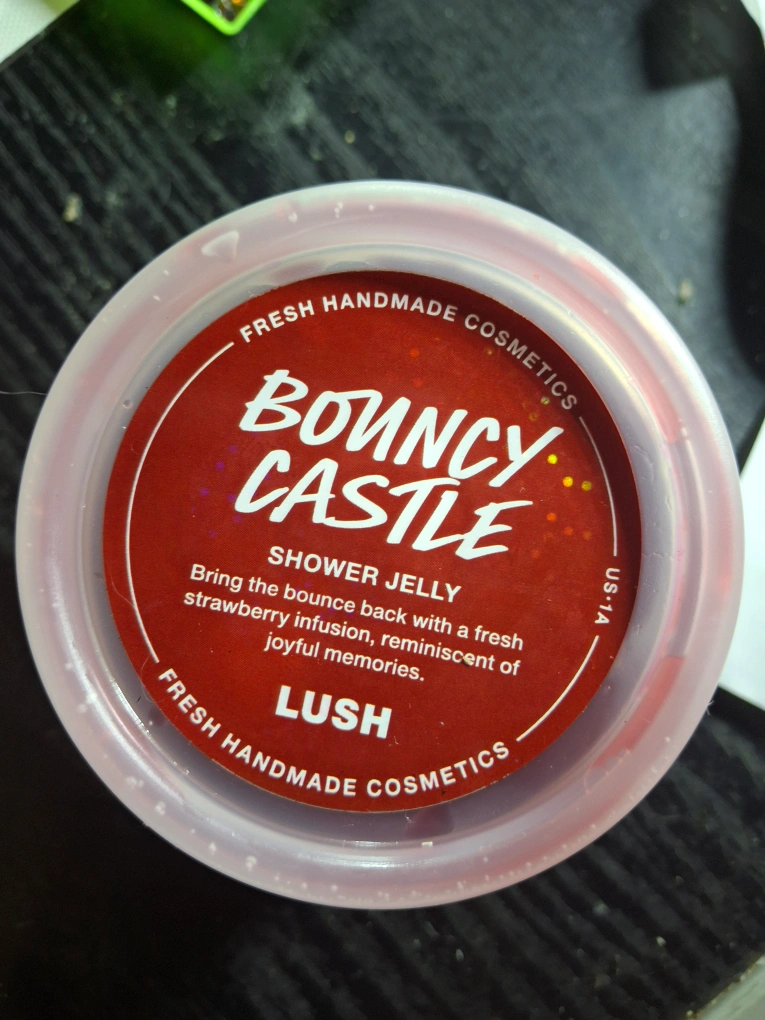 FRESH HANDMADE COSMETICS
BOUNCY
CASTLE
SHOWER JELLY
Bring the bounce back with a fresh
strawberry infusion, reminiscent of
joyful memories.
LUSH
US:1A
FRESH HANDMADE COSMETICS